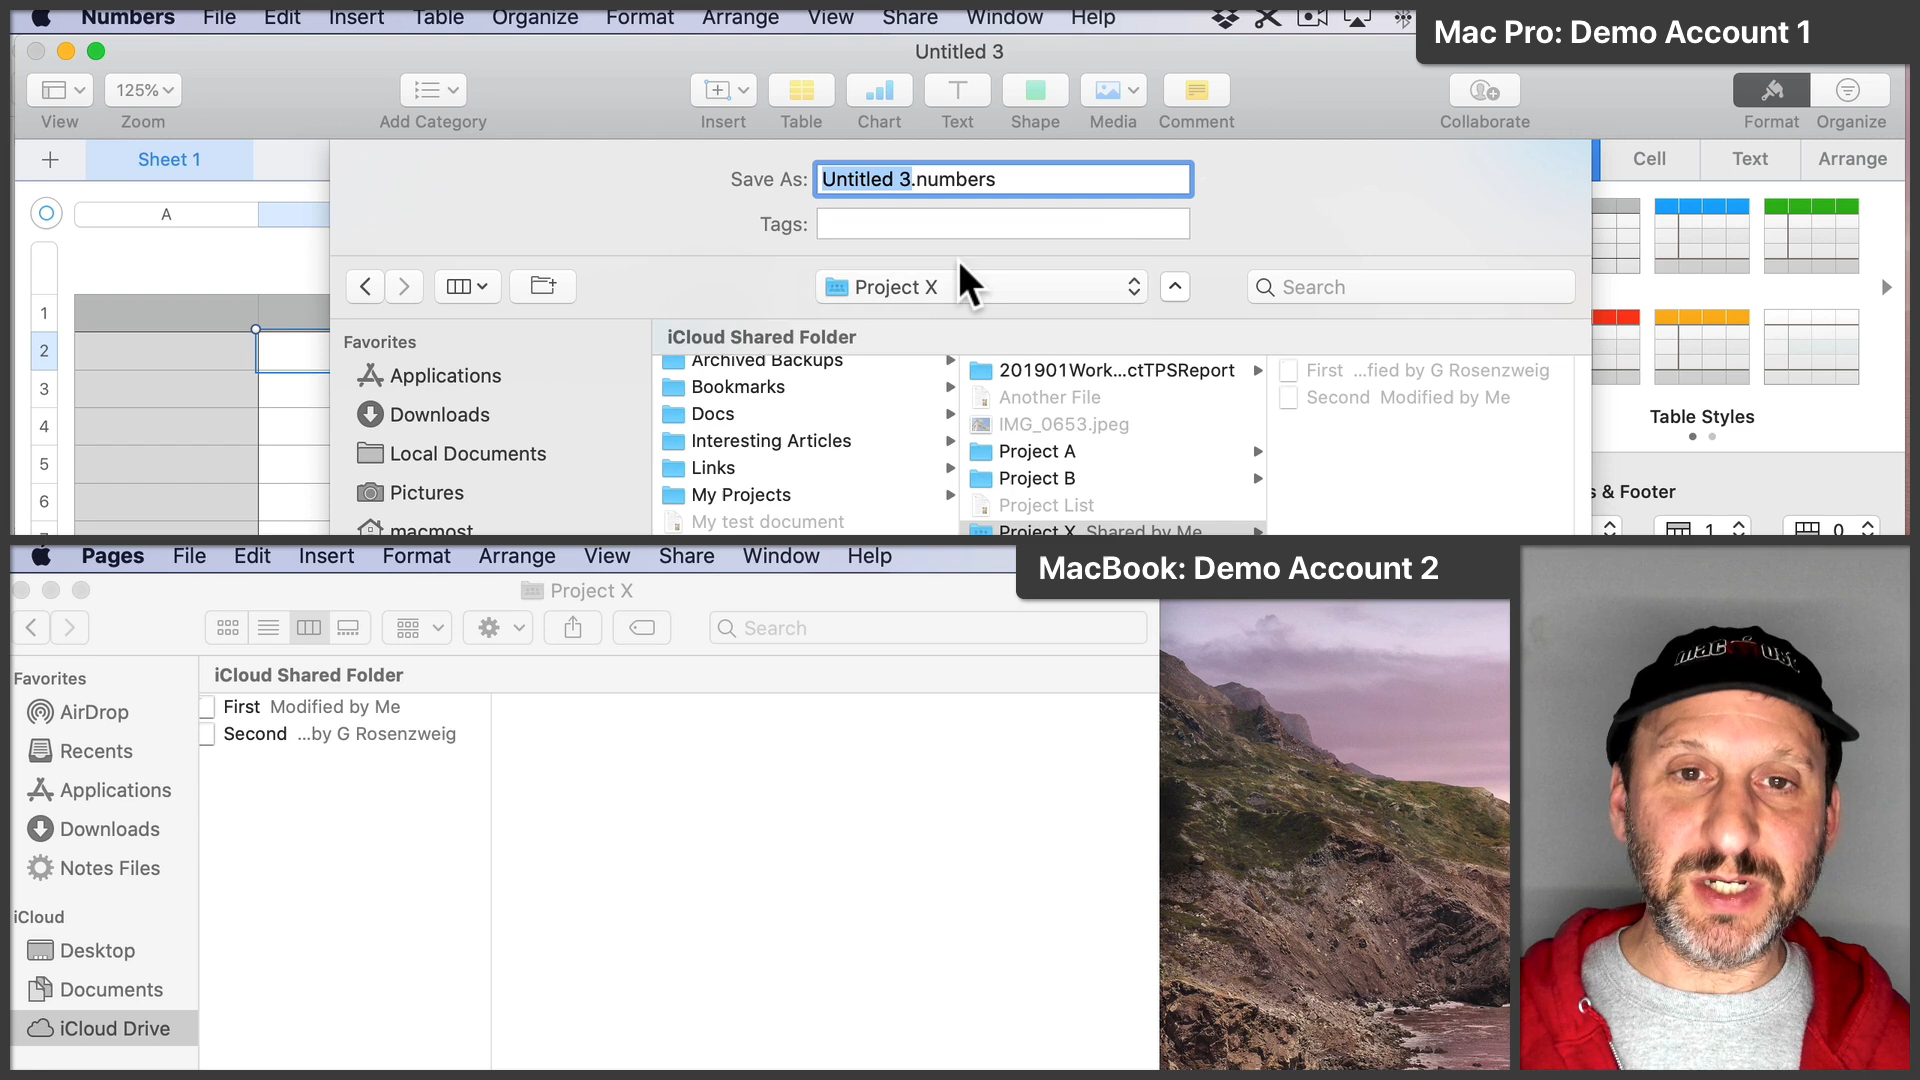 Numbers File Edit Insert Table Organize Format Arrange View Share Window Help
Mac Pro: Demo Account 1
Untitled 3
125%
View Zoom Add Category Insert Table Chart Text Shape Media Comment Collaborate Format Organize
Sheet 1
Save As: Untitled 3.numbers
Tags:
Cell Text Arrange
A
Project X
Search
1
2
3
4
5
6
Favorites
Applications
Downloads
Local Documents
Pictures
macmost
iCloud Shared Folder
Archived Backups
Bookmarks
Docs
Interesting Articles
Links
My Projects
My test document
201901Work...ctTPSReport
Another File
IMG_0653.jpeg
Project A
Project B
Project List
Project X Shared by Me
First ...fied by G Rosenzweig
Second Modified by Me
Table Styles
s & Footer
1 0
Pages File Edit Insert Format Arrange View Share Window Help
MacBook: Demo Account 2
Project X
Search
Favorites
AirDrop
Recents
Applications
Downloads
Notes Files
iCloud
Desktop
Documents
iCloud Drive
iCloud Shared Folder
First Modified by Me
Second ...by G Rosenzweig
macmost